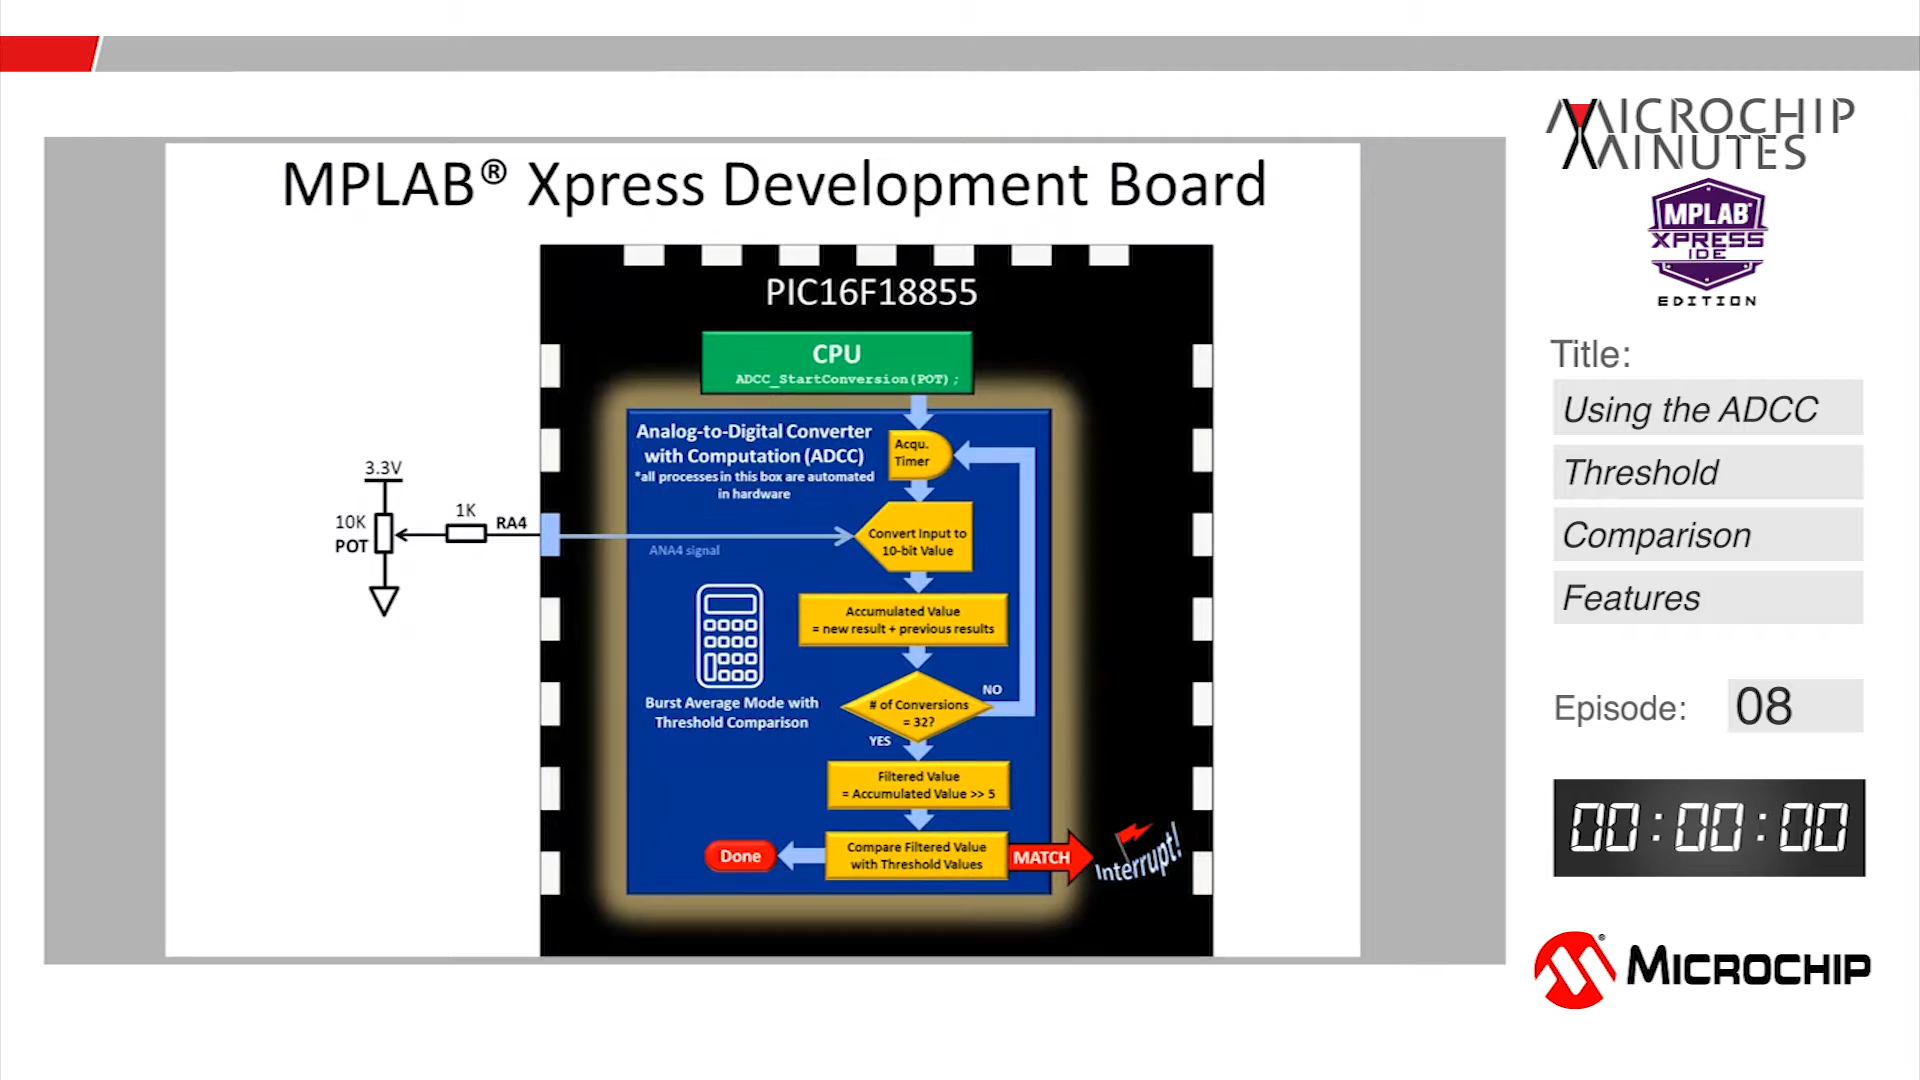 MPLAB® Xpress Development Board
PIC16F18855
CPU
ADCC_StartConversion(POT);
Analog-to-Digital Converter
with Computation (ADCC)
*all processes in this box are automated
in hardware
Acqu.
Timer
3.3V
10K
POT
1K
RA4
ANA4 signal
Convert Input to
10-bit Value
Accumulated Value
= new result + previous results
Burst Average Mode with
Threshold Comparison
# of Conversions
= 32?
NO
YES
Filtered Value
= Accumulated Value >> 5
Compare Filtered Value
with Threshold Values
Done
MATCH
Interrupt!
MICROCHIP
MINUTES
MPLAB®
XPRESS
IDE
EDITION
Title:
Using the ADCC
Threshold
Comparison
Features
Episode: 08
00:00:00
MICROCHIP